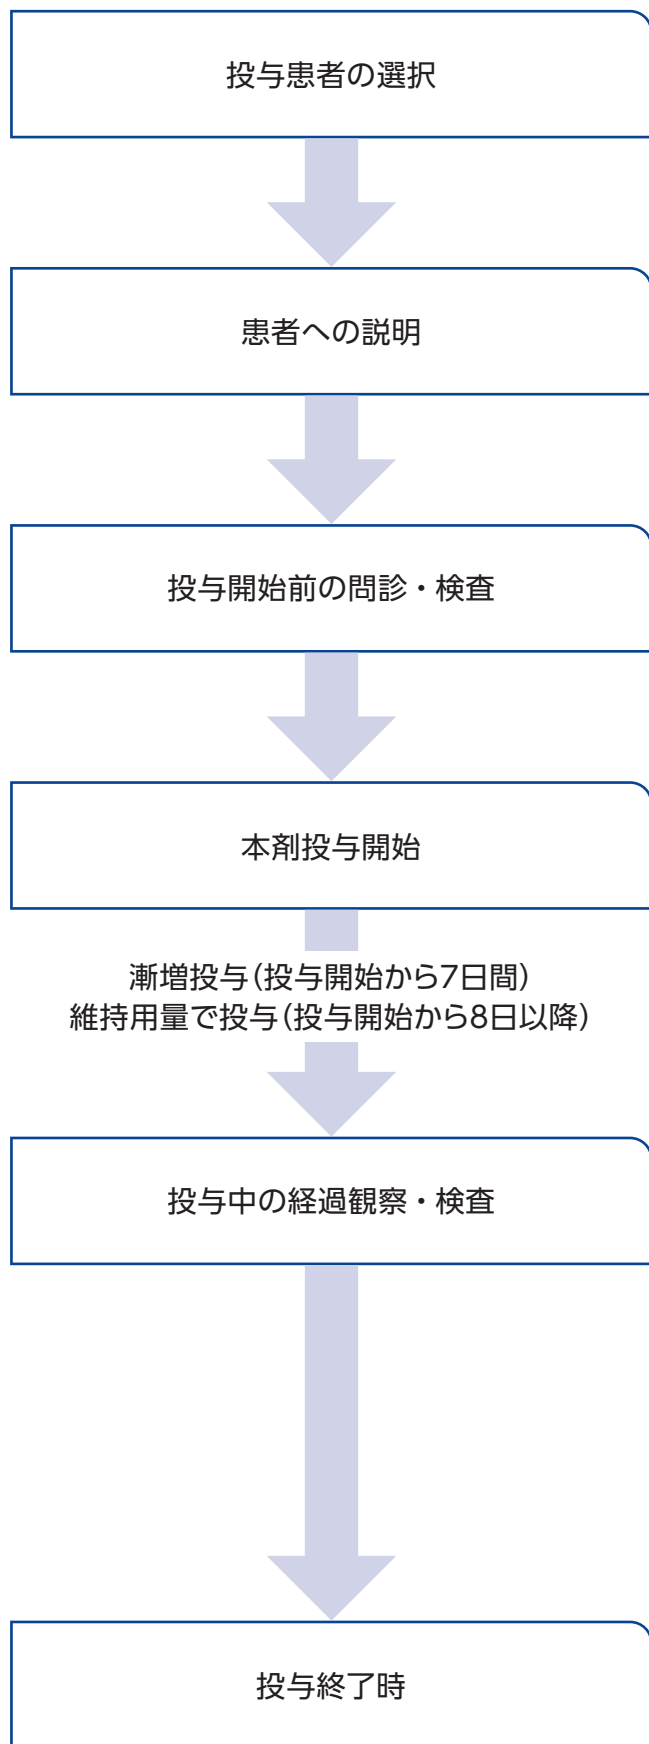 投与患者の選択
患者への説明
投与開始前の問診・検査
本剤投与開始
漸増投与(投与開始から7日間)
維持用量で投与(投与開始から8日以降)
投与中の経過観察・検査
投与終了時